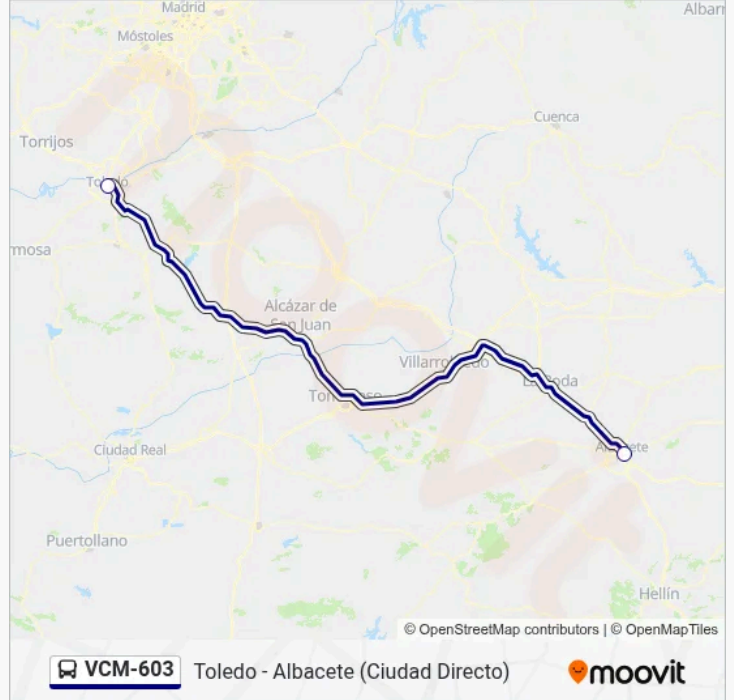 Madrid
Albarr
Móstoles
Cuenca
Torrijos
Toledo
rmosa
Alcázar de
San Juan
Villarrobledo
La Roda
Tomelloso
Albacete
Ciudad Real
Puertollano
Hellín
© OpenStreetMap contributors | © OpenMapTiles
VCM-603 Toledo - Albacete (Ciudad Directo) moovit